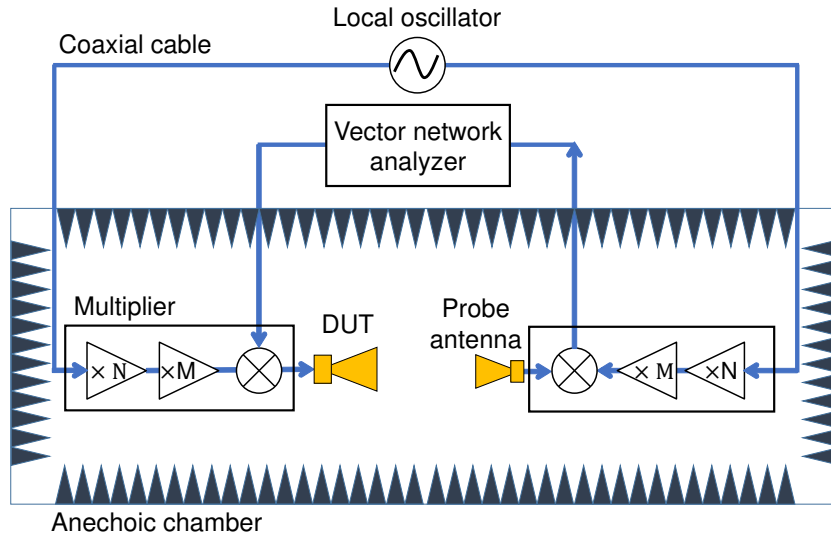 Local oscillator
Coaxial cable
Vector network
analyzer
Multiplier
DUT
Probe
antenna
× N
×M
× M
×N
Anechoic chamber